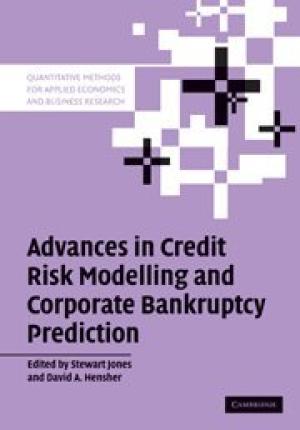 QUANTITATIVE METHODS
FOR APPLIED ECONOMICS
AND BUSINESS RESEARCH
Advances in Credit
Risk Modelling and
Corporate Bankruptcy
Prediction
Edited by Stewart Jones
and David A. Hensher
CAMBRIDGE